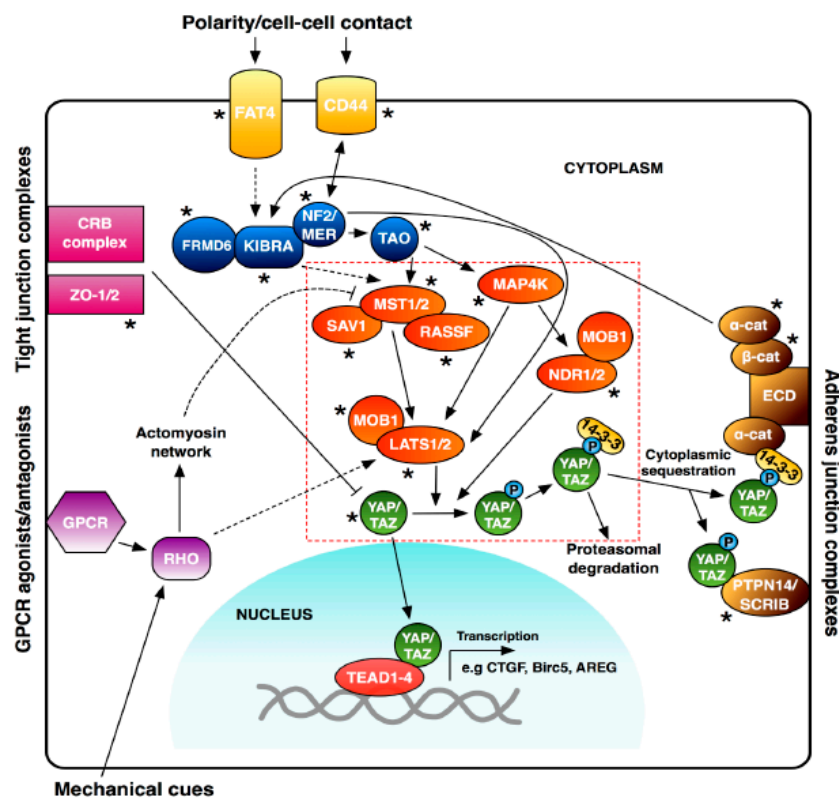 Polarity/cell-cell contact
FAT4
*
CD44
*
CYTOPLASM
Tight junction complexes
CRB
complex
ZO-1/2
*
*
FRMD6
KIBRA
*
*
NF2/
MER
TAO
*
MST1/2
*
SAV1
*
RASSF
*
MAP4K
*
MOB1
NDR1/2
*
*
MOB1
LATS1/2
*
α-cat
*
β-cat
*
ECD
α-cat
14-3-3
P
YAP/
TAZ
Adherens junction complexes
Actomyosin
network
GPCR agonists/antagonists
GPCR
RHO
*
YAP/
TAZ
P
YAP/
TAZ
14-3-3
P
YAP/
TAZ
Cytoplasmic
sequestration
Proteasomal
degradation
P
YAP/
TAZ
PTPN14/
SCRIB
*
NUCLEUS
YAP/
TAZ
TEAD1-4
Transcription
e.g CTGF, Birc5, AREG
Mechanical cues